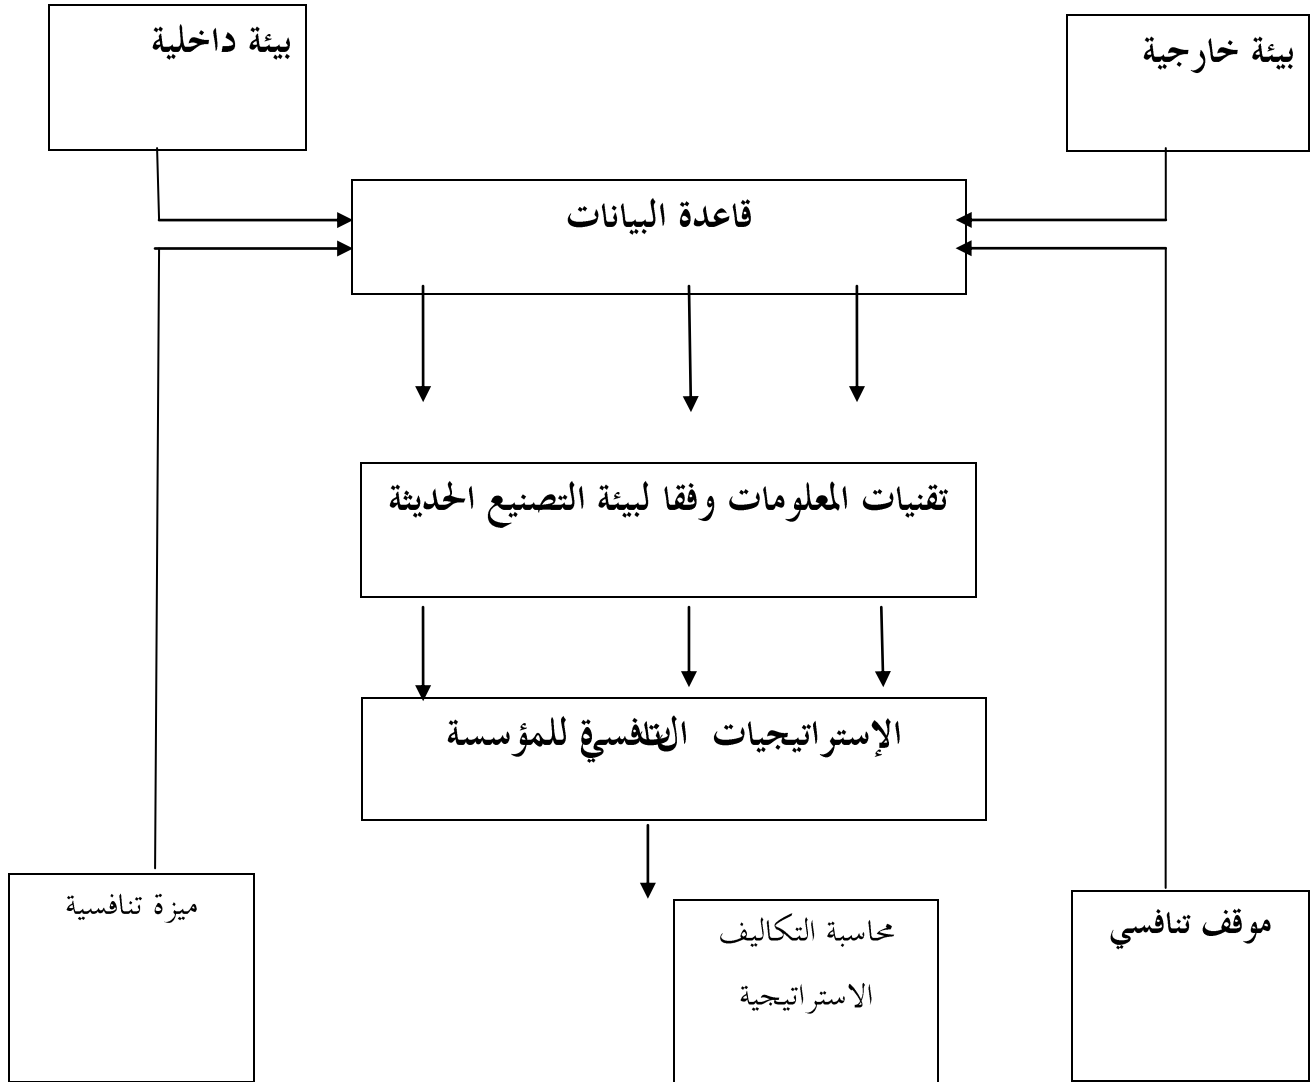 بيئة خارجية
بيئة داخلية
قاعدة البيانات
تقنيات المعلومات وفقا لبيئة التصنيع الحديثة
الإستراتيجيات التنافسية للمؤسسة
موقف تنافسي
محاسبة التكاليف
الاستراتيجية
ميزة تنافسية